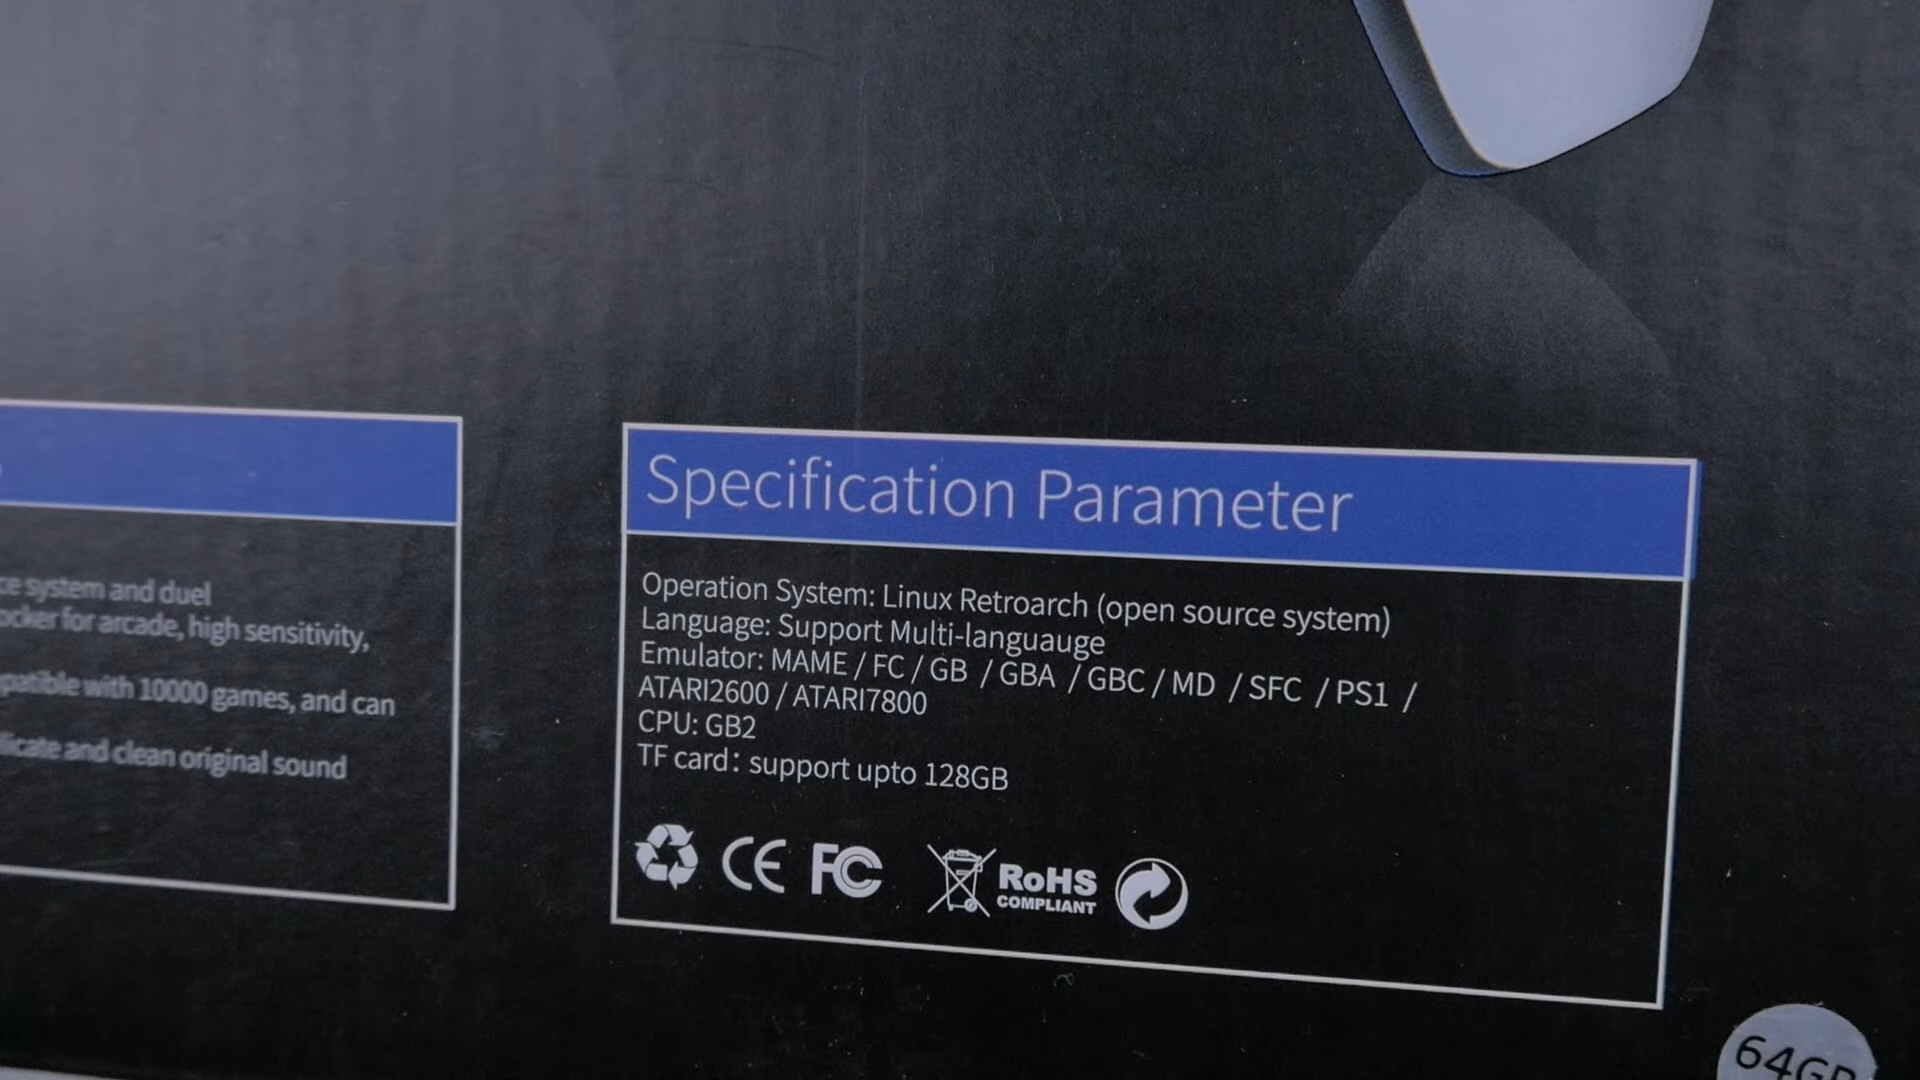 system and duel
for arcade, high sensitivity,
with 10000 games, and can
and clean original sound
Specification Parameter
Operation System: Linux Retroarch (open source system)
Language: Support Multi-languauge
Emulator: MAME / FC / GB / GBA / GBC / MD / SFC / PS1 /
ATARI2600 / ATARI7800
CPU: GB2
TF card: support upto 128GB
CE FC RoHS
COMPLIANT